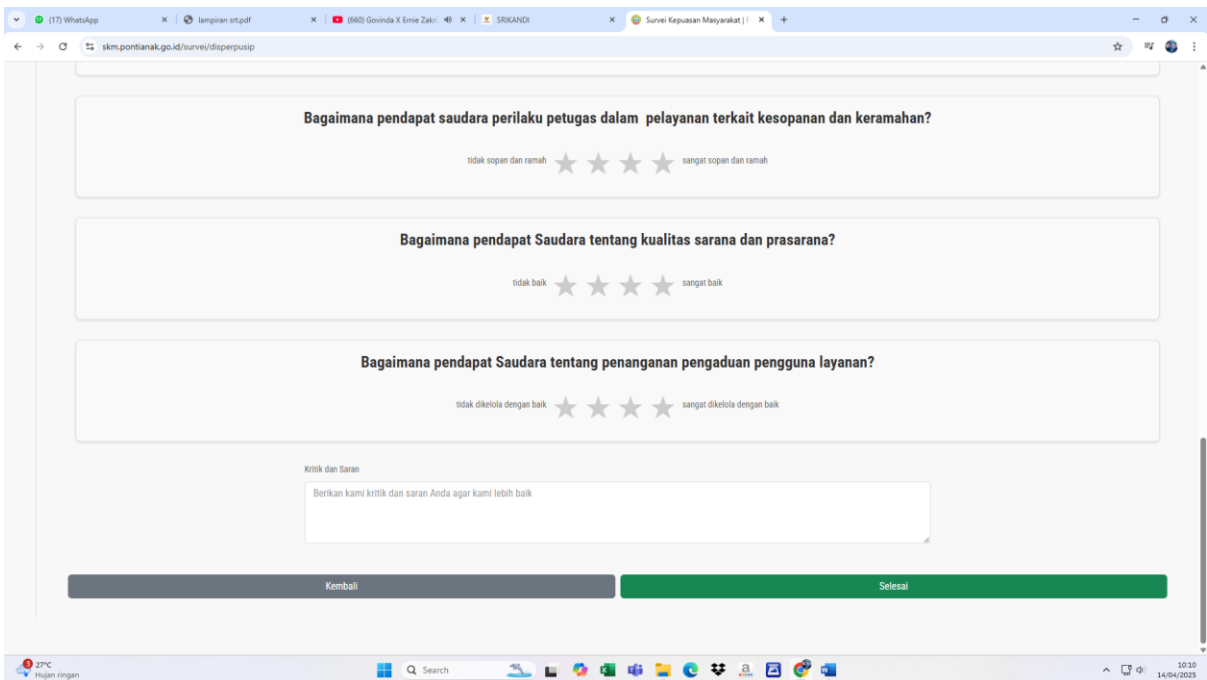 (17) WhatsApp
lampiran srt.pdf
(660) Govinda X Ernie Zakri
SRIKANDI
Survei Kepuasan Masyarakat |
skm.pontianak.go.id/survei/disperpusip
Bagaimana pendapat saudara perilaku petugas dalam pelayanan terkait kesopanan dan keramahan?
tidak sopan dan ramah
sangat sopan dan ramah
Bagaimana pendapat Saudara tentang kualitas sarana dan prasarana?
tidak baik
sangat baik
Bagaimana pendapat Saudara tentang penanganan pengaduan pengguna layanan?
tidak dikelola dengan baik
sangat dikelola dengan baik
Kritik dan Saran
Berikan kami kritik dan saran Anda agar kami lebih baik
Kembali
Selesai
3
27°C
Hujan ringan
Search
10:10
14/04/2025